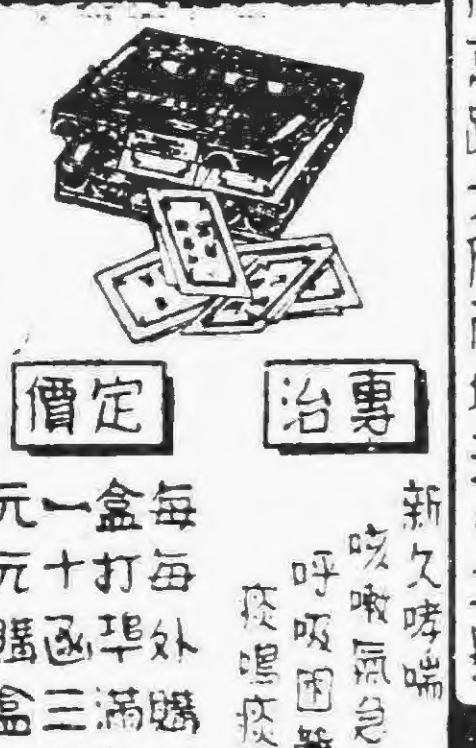 專治
新久哮喘
咳嗽氣急
呼吸困難
痰鳴痰
定價
每盒一元
每打十元
外埠函購
購滿三盒